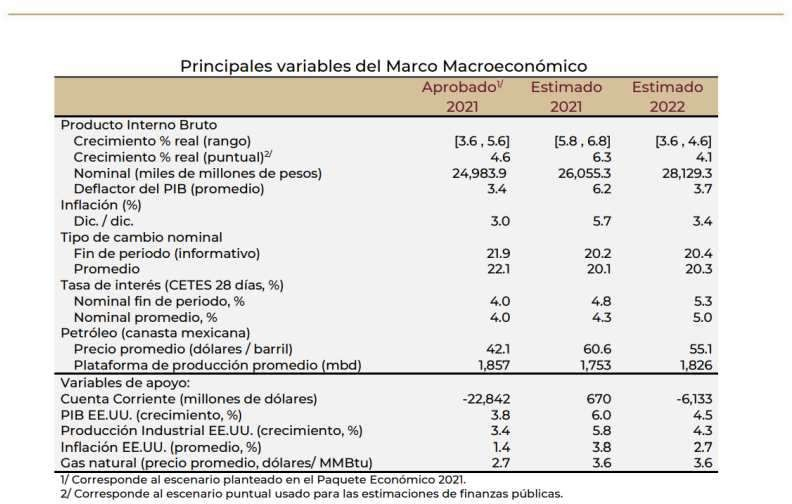 Principales variables del Marco Macroeconómico
Aprobado1/ Estimado Estimado
2021 2021 2022
Producto Interno Bruto
Crecimiento % real (rango) [3.6 , 5.6] [5.8 , 6.8] [3.6 , 4.6]
Crecimiento % real (puntual)2/ 4.6 6.3 4.1
Nominal (miles de millones de pesos) 24,983.9 26,055.3 28,129.3
Deflactor del PIB (promedio) 3.4 6.2 3.7
Inflación (%)
Dic. / dic. 3.0 5.7 3.4
Tipo de cambio nominal
Fin de periodo (informativo) 21.9 20.2 20.4
Promedio 22.1 20.1 20.3
Tasa de interés (CETES 28 días, %)
Nominal fin de periodo, % 4.0 4.8 5.3
Nominal promedio, % 4.0 4.3 5.0
Petróleo (canasta mexicana)
Precio promedio (dólares / barril) 42.1 60.6 55.1
Plataforma de producción promedio (mbd) 1,857 1,753 1,826
Variables de apoyo:
Cuenta Corriente (millones de dólares) -22,842 670 -6,133
PIB EE.UU. (crecimiento, %) 3.8 6.0 4.5
Producción Industrial EE.UU. (crecimiento, %) 3.4 5.8 4.3
Inflación EE.UU. (promedio, %) 1.4 3.8 2.7
Gas natural (precio promedio, dólares/ MMBtu) 2.7 3.6 3.6
1/ Corresponde al escenario planteado en el Paquete Económico 2021.
2/ Corresponde al escenario puntual usado para las estimaciones de finanzas públicas.